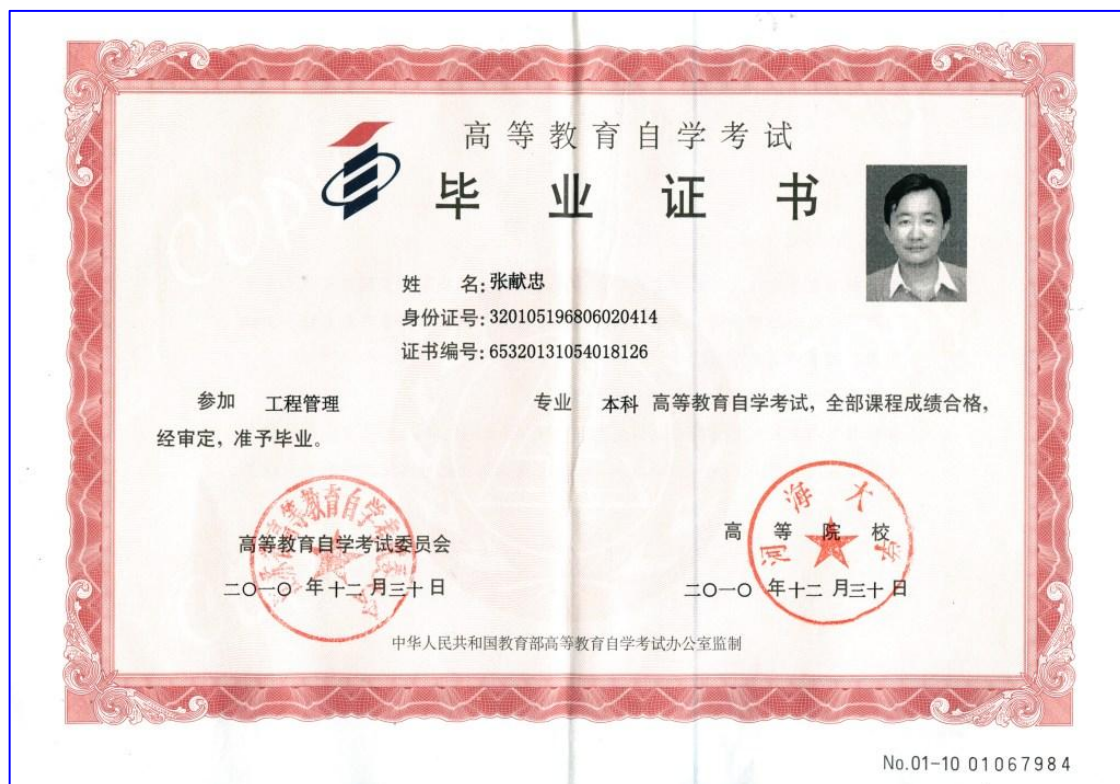 高等教育自学考试
毕业证书
姓 名:张献忠
身份证号:320105196806020414
证书编号:65320131054018126
参加 工程管理 专业 本科 高等教育自学考试,全部课程成绩合格,
经审定,准予毕业。
高等教育自学考试委员会
二〇一〇 年十二 月三十 日
高等院校
河海大学
二〇一〇 年十二 月三十 日
中华人民共和国教育部高等教育自学考试办公室监制
No.01-10 01067984